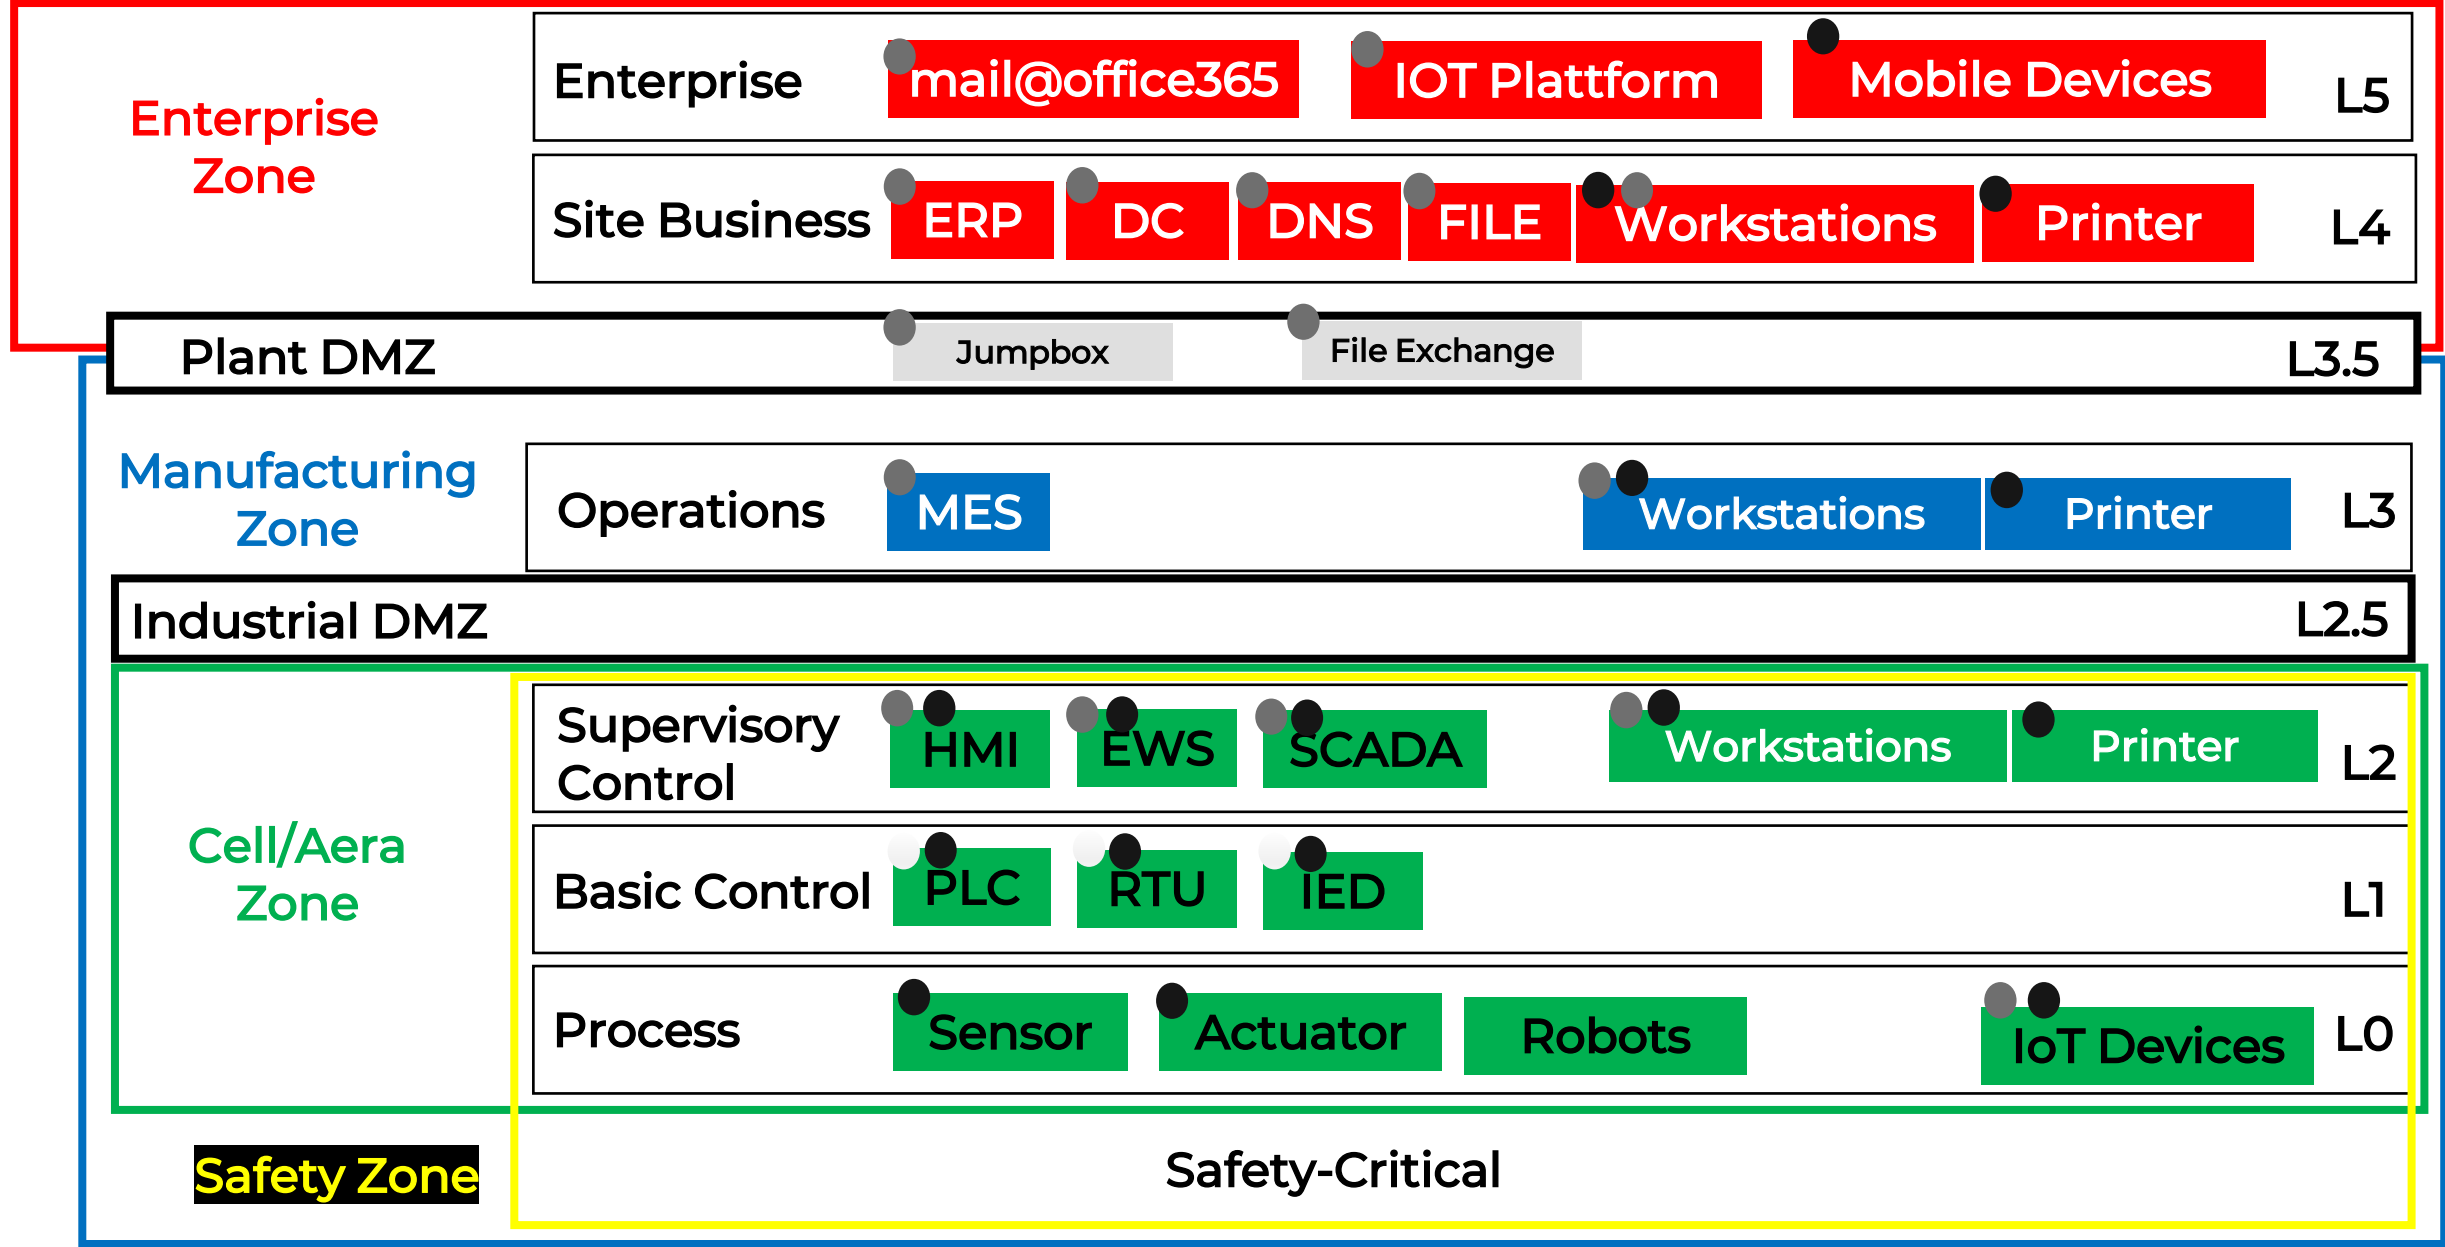 Enterprise
Zone
Enterprise
mail@office365
IOT Plattform
Mobile Devices
L5
Site Business
ERP
DC
DNS
FILE
Workstations
Printer
L4
Plant DMZ
Jumpbox
File Exchange
L3.5
Manufacturing
Zone
Operations
MES
Workstations
Printer
L3
Industrial DMZ
L2.5
Cell/Aera
Zone
Supervisory
Control
HMI
EWS
SCADA
Workstations
Printer
L2
Basic Control
PLC
RTU
IED
L1
Process
Sensor
Actuator
Robots
IoT Devices
L0
Safety Zone
Safety-Critical